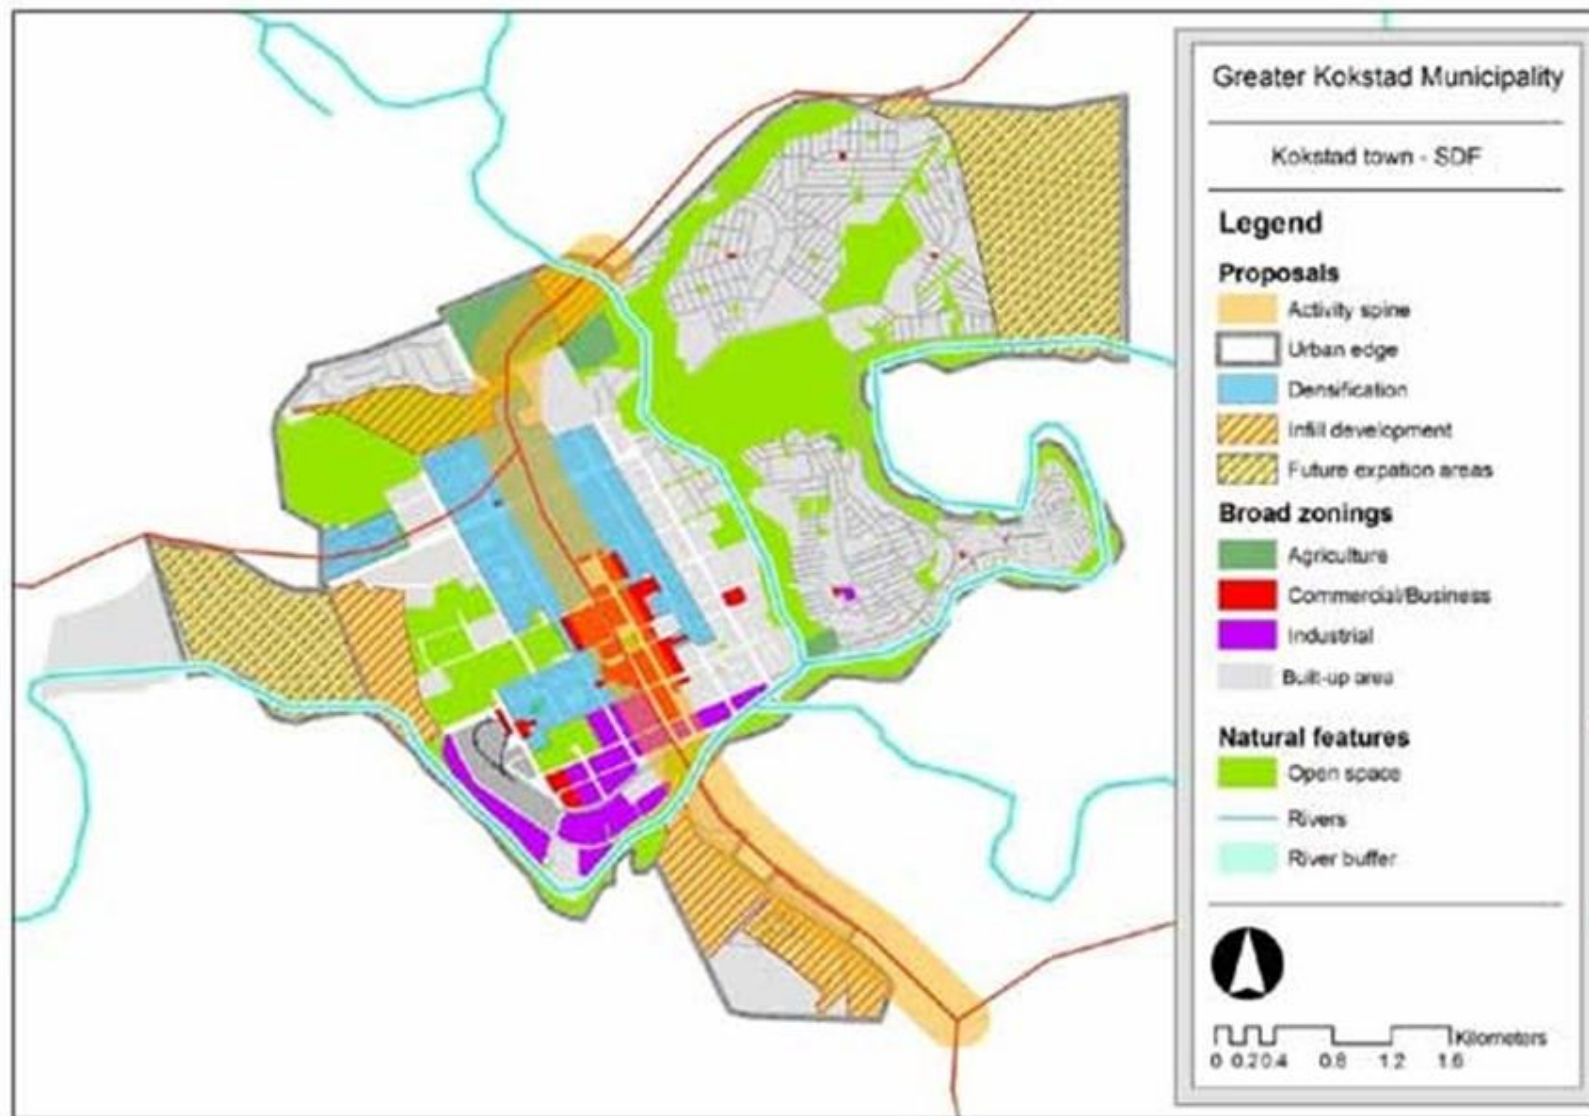 Greater Kokstad Municipality
Kokstad town - SDF
Legend
Proposals
Activity spine
Urban edge
Densification
Infill development
Future expation areas
Broad zonings
Agriculture
Commercial/Business
Industrial
Built-up area
Natural features
Open space
Rivers
River buffer
Kilometers
0 0.2 0.4 0.8 1.2 1.6